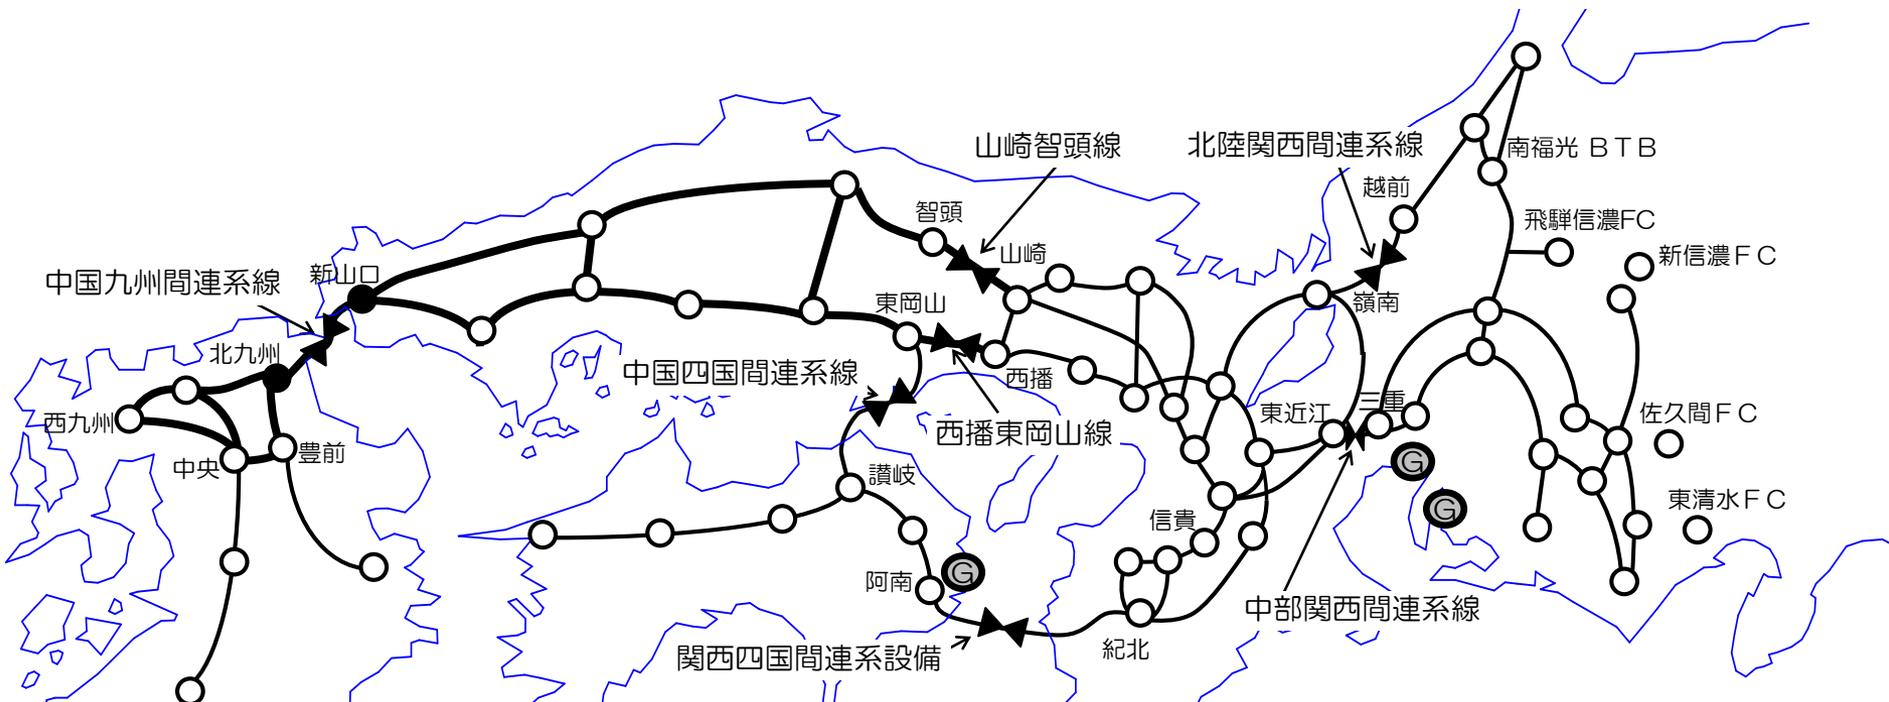 山崎智頭線
北陸関西間連系線
南福光 ＢＴＢ
越前
智頭
飛騨信濃FC
山崎
新信濃ＦＣ
中国九州間連系線
新山口
東岡山
嶺南
北九州
中国四国間連系線
西播
西九州
東近江
三重
佐久間ＦＣ
西播東岡山線
中央
豊前
讃岐
G
G
東清水ＦＣ
信貴
阿南
G
中部関西間連系線
関西四国間連系設備
紀北